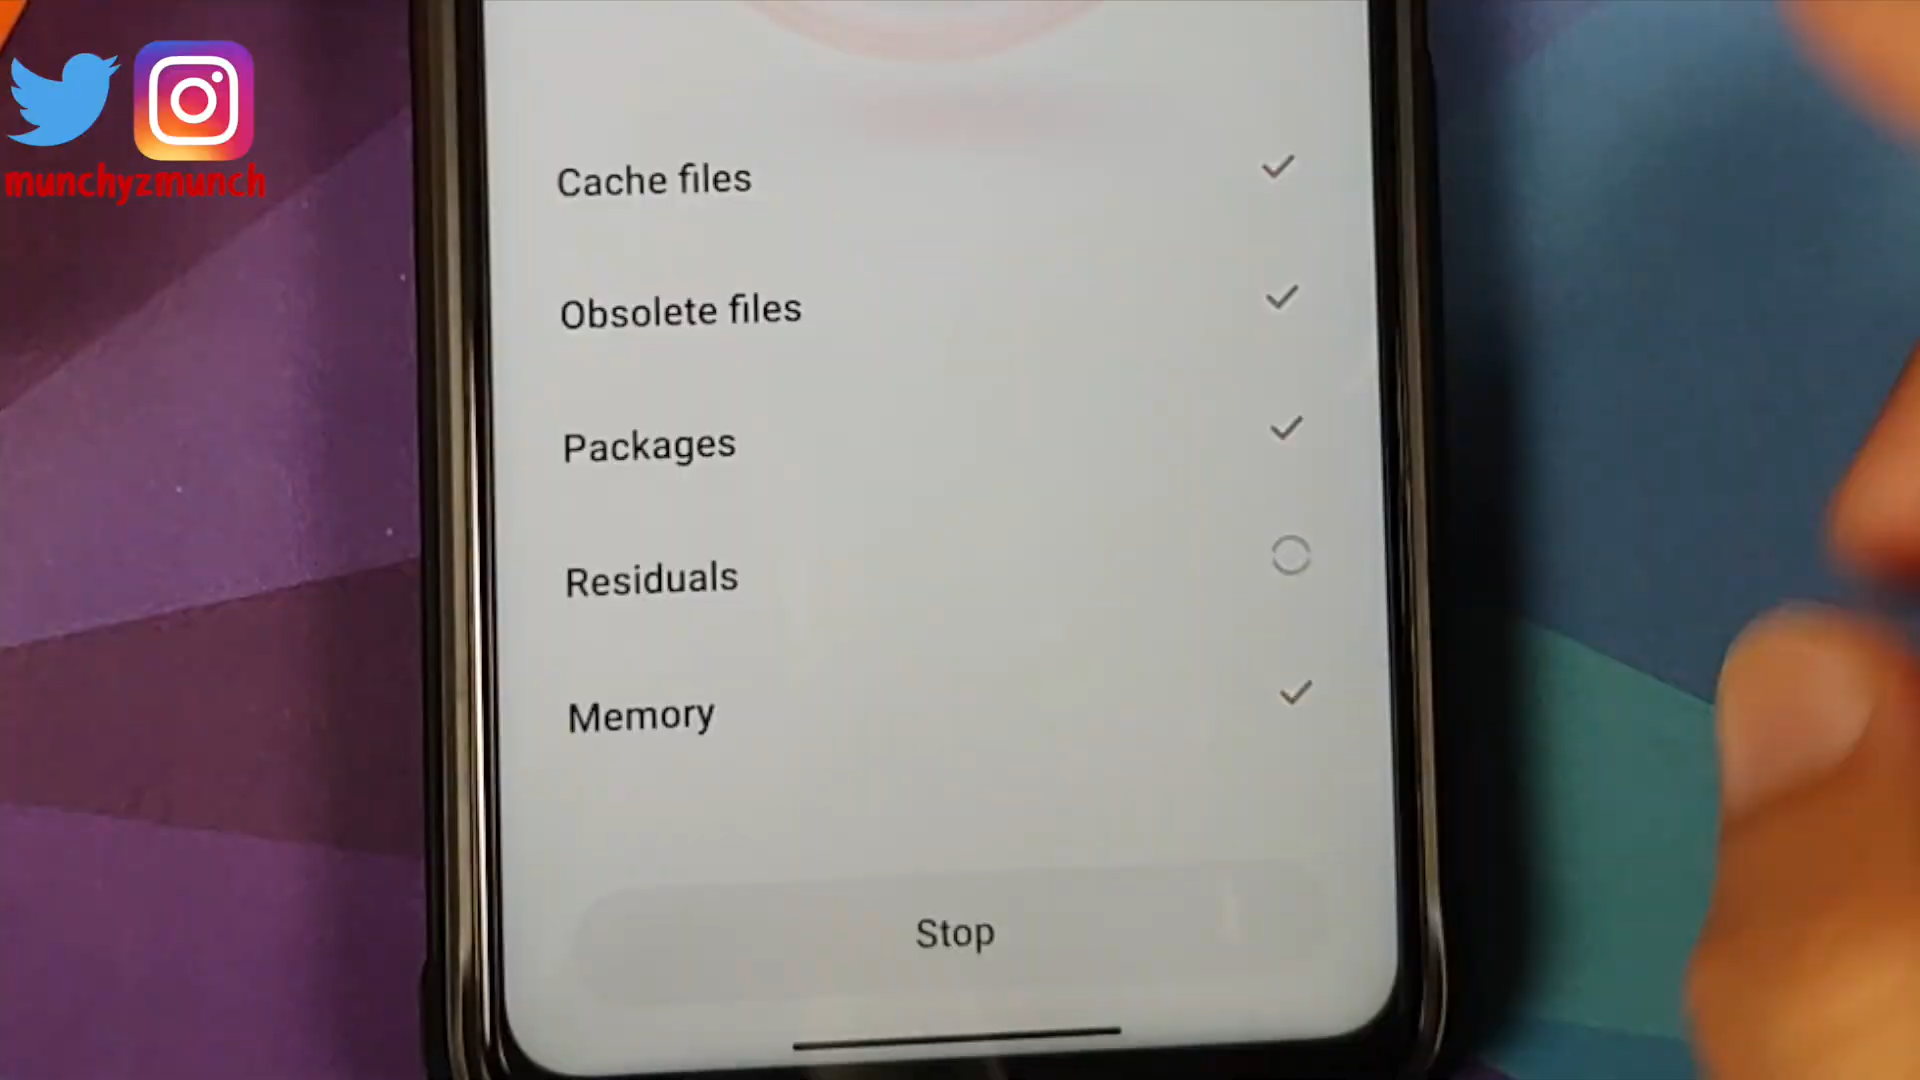 munchyzmunch
Cache files
Obsolete files
Packages
Residuals
Memory
Stop